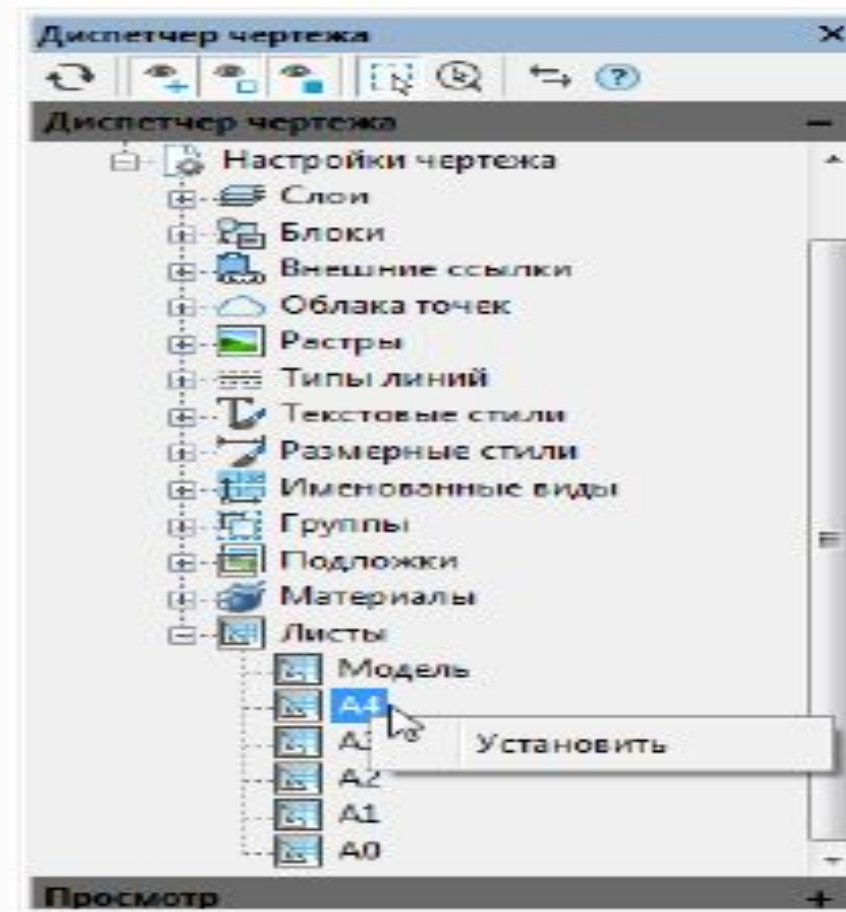 Диспетчер чертежа
Диспетчер чертежа
Настройки чертежа
Слои
Блоки
Внешние ссылки
Облака точек
Растры
Типы линий
Текстовые стили
Размерные стили
Именованные виды
Группы
Подложки
Материалы
Листы
Модель
А4
Установить
А3
А2
А1
А0
Просмотр